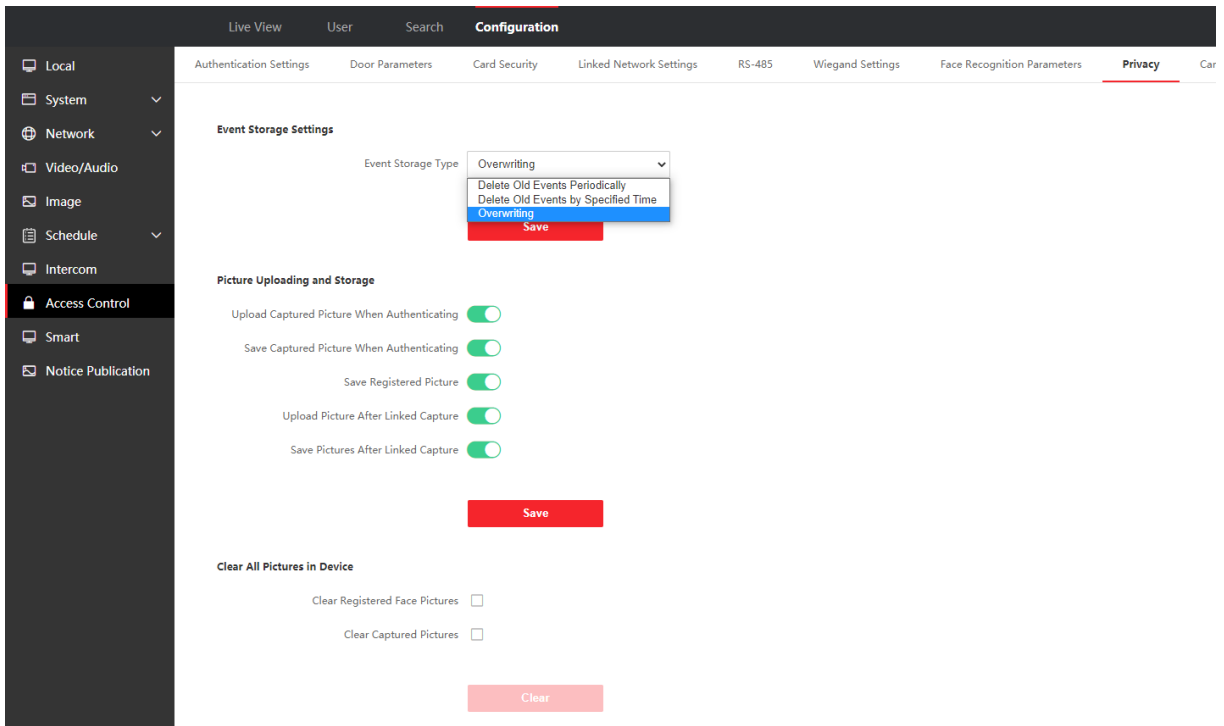 Live View User Search Configuration
Local
System
Network
Video/Audio
Image
Schedule
Intercom
Access Control
Smart
Notice Publication
Authentication Settings Door Parameters Card Security Linked Network Settings RS-485 Wiegand Settings Face Recognition Parameters Privacy Car
Event Storage Settings
Event Storage Type Overwriting
Delete Old Events Periodically
Delete Old Events by Specified Time
Overwriting
Save
Picture Uploading and Storage
Upload Captured Picture When Authenticating
Save Captured Picture When Authenticating
Save Registered Picture
Upload Picture After Linked Capture
Save Pictures After Linked Capture
Save
Clear All Pictures in Device
Clear Registered Face Pictures
Clear Captured Pictures
Clear